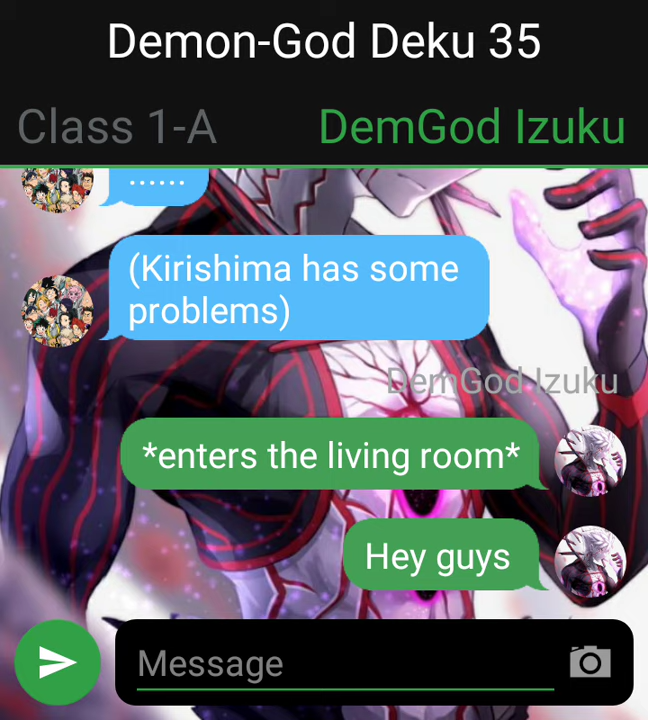 Demon-God Deku 35
Class 1-A
DemGod Izuku
......
(Kirishima has some
problems)
DemGod Izuku
*enters the living room*
Hey guys
Message